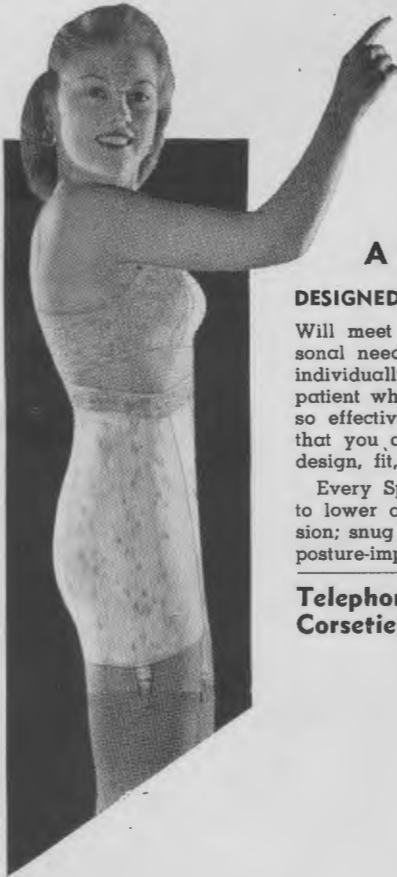 A
DESIGNED
Will meet
sonal need
individually
patient wh
so effectiv
that you
design, fit,
Every Sp
to lower
sion; snug
posture-imp
Telephon
Corsetie